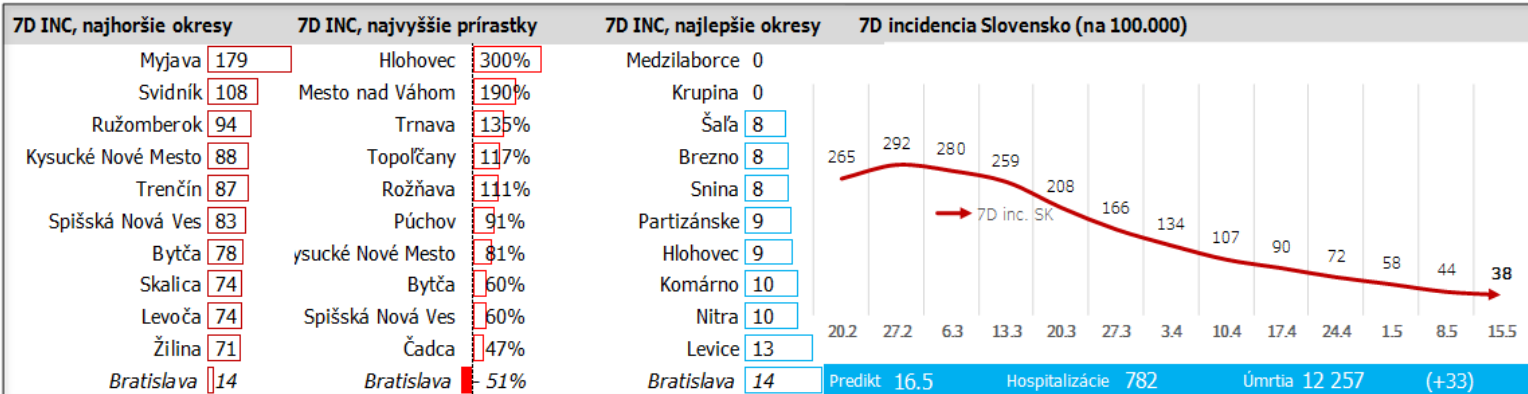 7D INC, najhoršie okresy
Myjava 179
Svidník 108
Ružomberok 94
Kysucké Nové Mesto 88
Trenčín 87
Spišská Nová Ves 83
Bytča 78
Skalica 74
Levoča 74
Žilina 71
Bratislava 14
7D INC, najvyššie prírastky
Hlohovec 300%
Mesto nad Váhom 190%
Trnava 135%
Topoľčany 117%
Rožňava 111%
Púchov 91%
ysucké Nové Mesto 81%
Bytča 60%
Spišská Nová Ves 60%
Čadca 47%
Bratislava - 51%
7D INC, najlepšie okresy
Medzilaborce 0
Krupina 0
Šaľa 8
Brezno 8
Snina 8
Partizánske 9
Hlohovec 9
Komárno 10
Nitra 10
Levice 13
Bratislava 14
7D incidencia Slovensko (na 100.000)
265 292 280 259 208 166 134 107 90 72 58 44 38
7D inc. SK
20.2 27.2 6.3 13.3 20.3 27.3 3.4 10.4 17.4 24.4 1.5 8.5 15.5
Predikt 16.5 Hospitalizácie 782 Úmrtia 12 257 (+33)